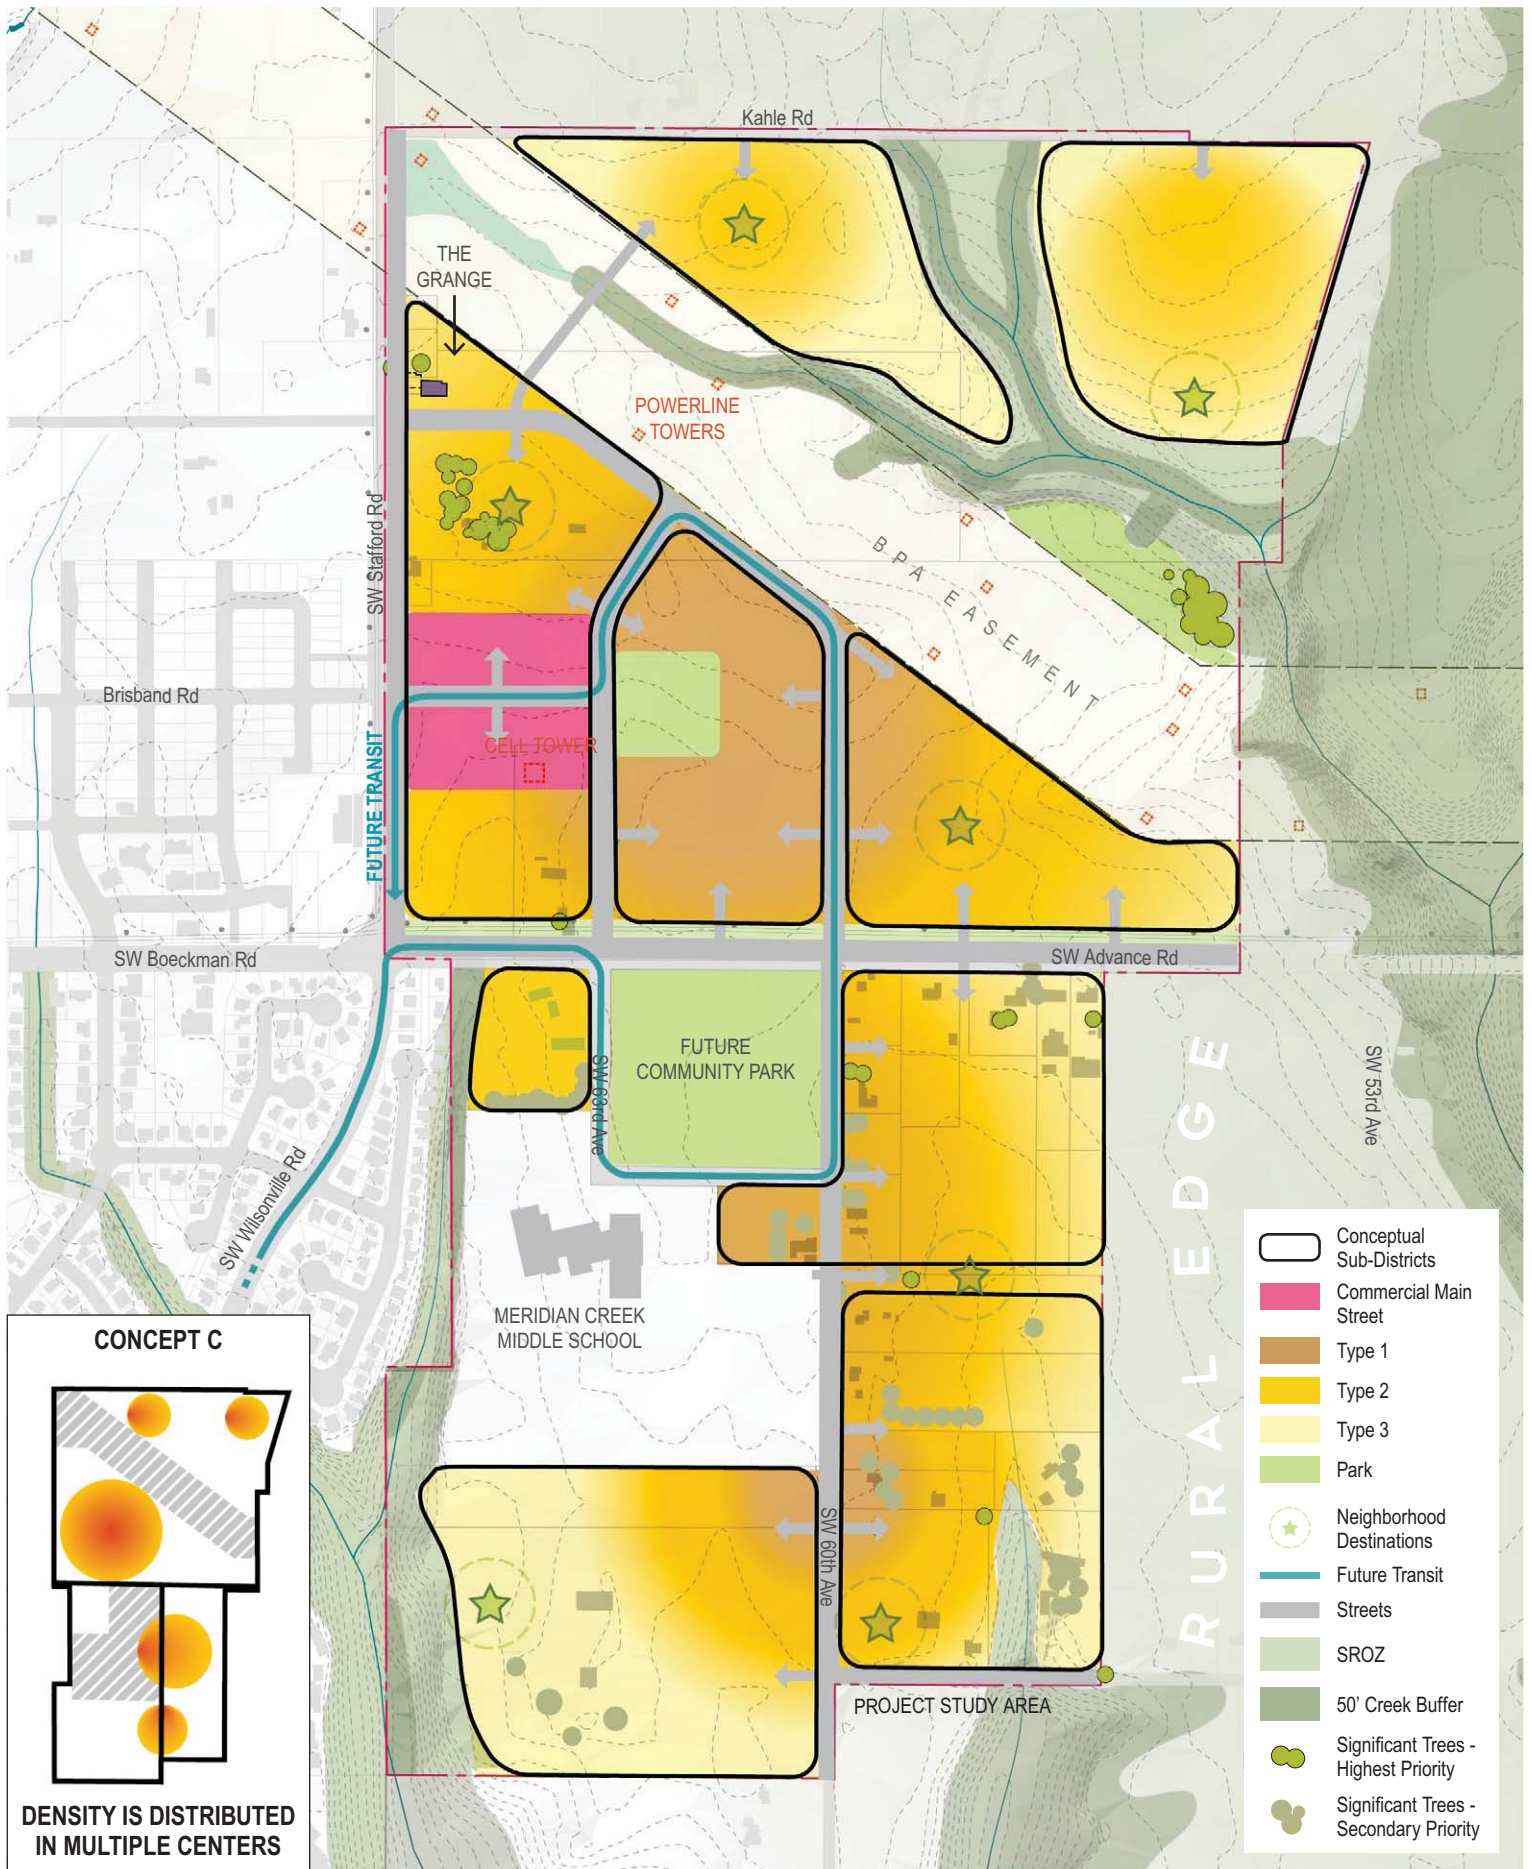 Kahle Rd
THE
GRANGE
POWERLINE
TOWERS
SW Stafford Rd
BPA EASEMENT
Brisband Rd
CELL TOWER
FUTURE TRANSIT
SW Boeckman Rd
SW Advance Rd
FUTURE
COMMUNITY PARK
SW 63rd Ave
SW 53rd Ave
RURAL EDGE
SW Wilsonville Rd
MERIDIAN CREEK
MIDDLE SCHOOL
SW 60th Ave
PROJECT STUDY AREA
CONCEPT C
DENSITY IS DISTRIBUTED
IN MULTIPLE CENTERS
Conceptual
Sub-Districts
Commercial Main
Street
Type 1
Type 2
Type 3
Park
Neighborhood
Destinations
Future Transit
Streets
SROZ
50' Creek Buffer
Significant Trees -
Highest Priority
Significant Trees -
Secondary Priority